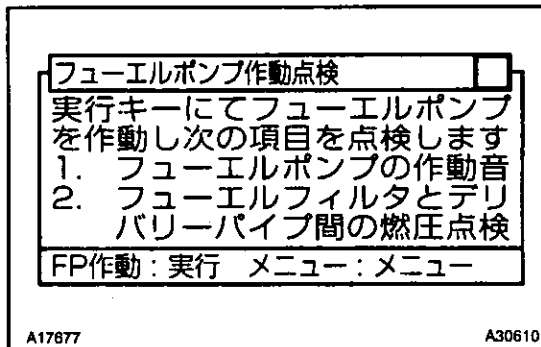 フューエルポンプ作動点検
実行キーにてフューエルポンプ
を作動し次の項目を点検します
1. フューエルポンプの作動音
2. フューエルフィルタとデリ
バリーパイプ間の燃圧点検
FP作動：実行 メニュー：メニュー
A17677 A30610